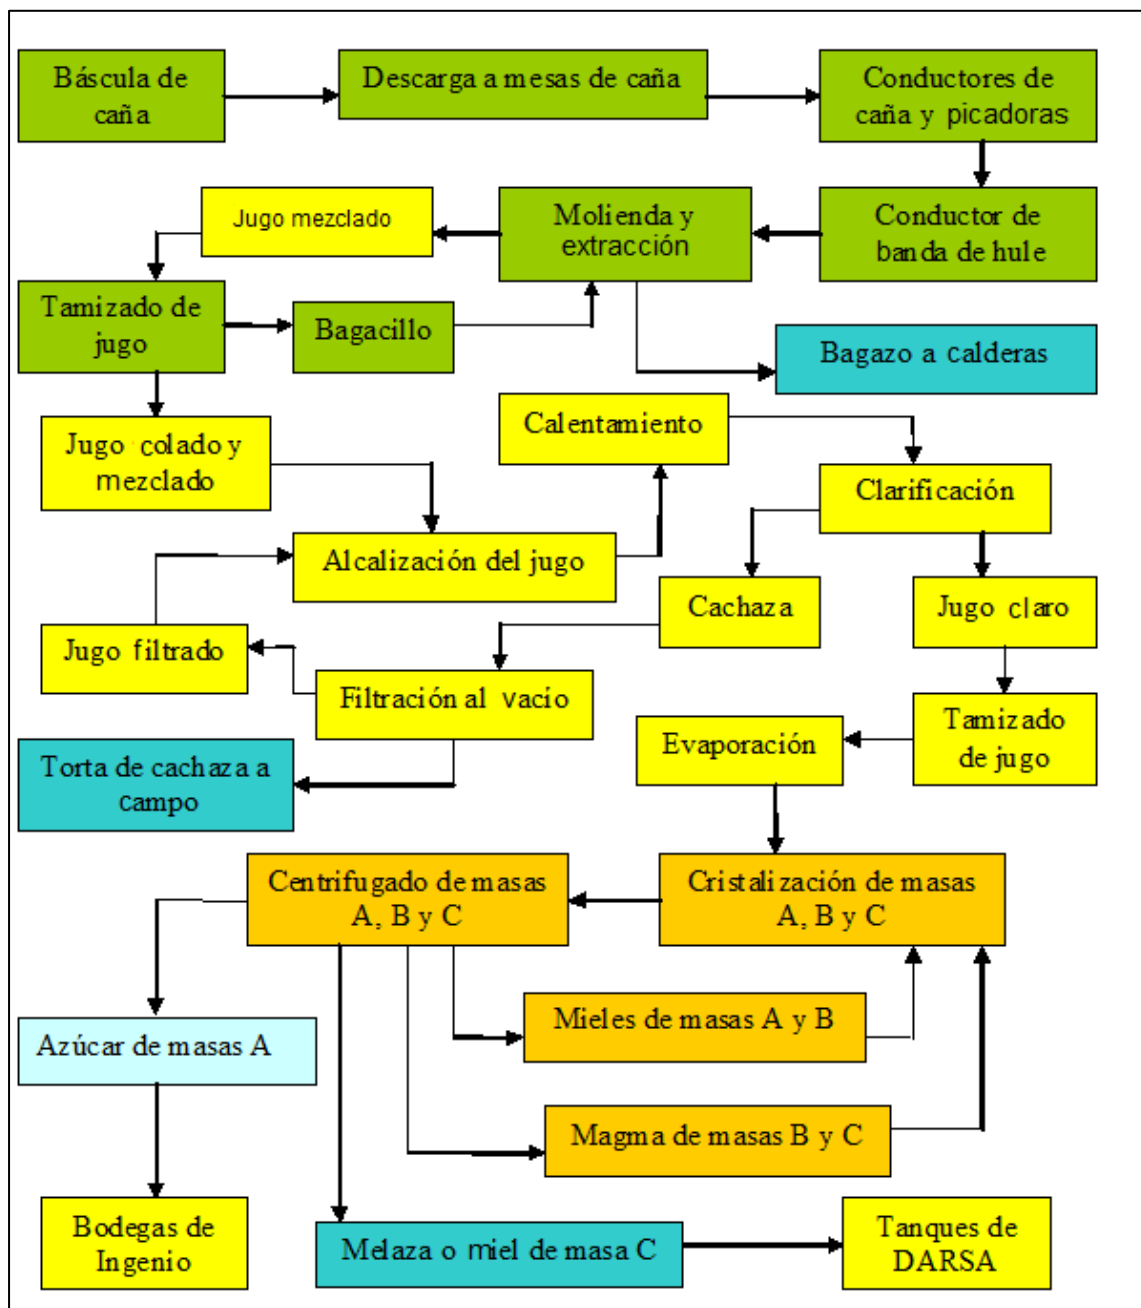 Báscula de
caña
Descarga a mesas de caña
Conductores de
caña y picadoras
Jugo mezclado
Molienda y
extracción
Conductor de
banda de hule
Tamizado de
jugo
Bagacillo
Bagazo a calderas
Jugo colado y
mezclado
Calentamiento
Clarificación
Alcalización del jugo
Cachaza
Jugo claro
Jugo filtrado
Filtración al vacío
Tamizado
de jugo
Evaporación
Torta de cachaza a
campo
Centrifugado de masas
A, B y C
Cristalización de masas
A, B y C
Mieles de masas A y B
Azúcar de masas A
Magma de masas B y C
Bodegas de
Ingenio
Melaza o miel de masa C
Tanques de
DARSA